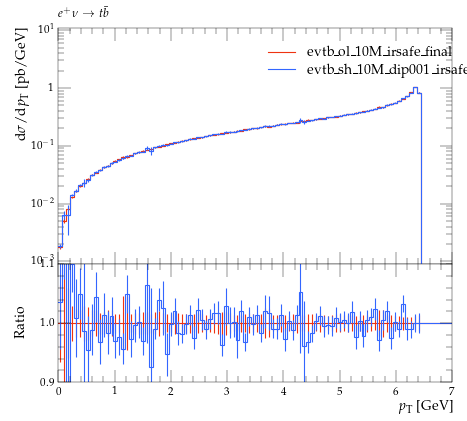 e⁺ν → tb̄
evtb_ol_10M_irsafe_final
evtb_sh_10M_dip001_irsafe
dσ/dp_T [pb/GeV]
10¹
1
10⁻¹
10⁻²
10⁻³
Ratio
1.1
1.0
0.9
0 1 2 3 4 5 6 7
p_T [GeV]